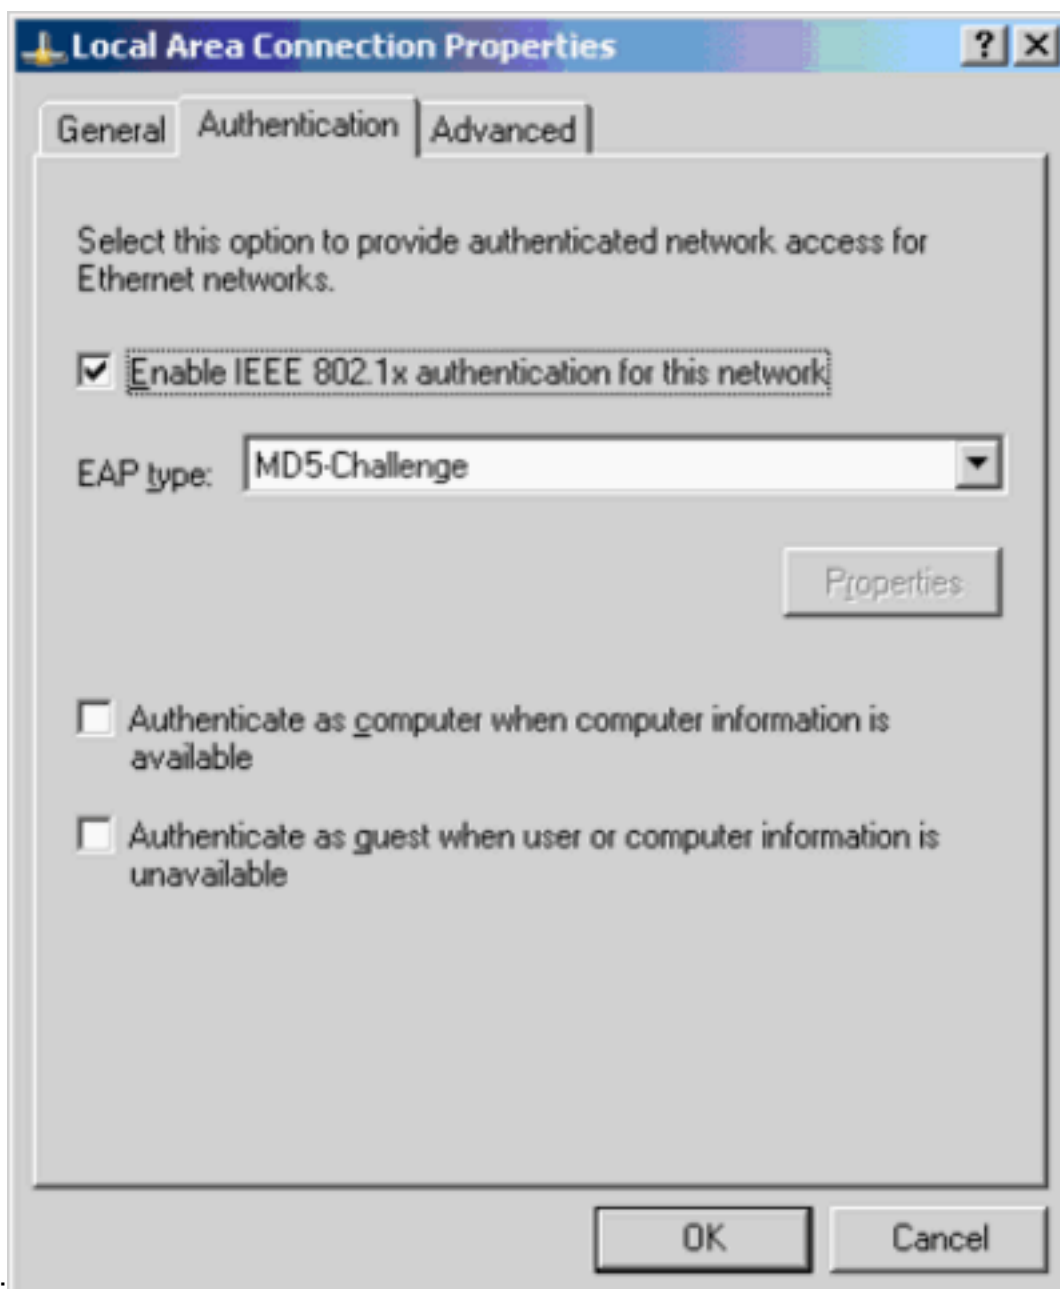 Local Area Connection Properties
General Authentication Advanced
Select this option to provide authenticated network access for
Ethernet networks.
Enable IEEE 802.1x authentication for this network
EAP type: MD5-Challenge
Properties
Authenticate as computer when computer information is
available
Authenticate as guest when user or computer information is
unavailable
OK Cancel
.